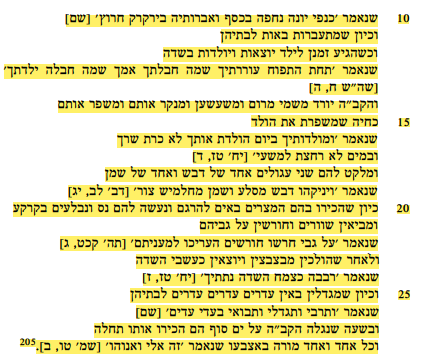 10 שנאמר ׳כנפי יונה נחפה בכסף ואברותיה בירקרק חרוץ׳ [שם]
וכיון שמתעברות באות לבתיהן
וכשהגיע זמנן לילד יוצאות ויולדות בשדה
שנאמר ׳תחת התפוח עוררתיך שמה חבלתך אמך שמה חבלה ילדתך׳
[שה״ש ח, ה]
והקב״ה יורד משמי מרום ומשעשען ומנקר אותם ומשפר אותם
15 כחיה שמשפרת את הולד
שנאמר ׳ומולדותיך ביום הולדת אותך לא כרת שרך
ובמים לא רחצת למשעי׳ [יח׳ טז, ד]
ומלקט להם שני עגולים אחד של דבש ואחד של שמן
שנאמר ׳ויניקהו דבש מסלע ושמן מחלמיש צור׳ [דב׳ לב, יג]
20 כיון שהכירו בהם המצרים באים להרגם ונעשה להם נס ונבלעים בקרקע
ומביאין שוורים וחורשין על גביהם
שנאמר ׳על גבי חרשו חורשים העריכו למעניתם׳ [תה׳ קכט, ג]
ולאחר שהולכין מבצבצין ויוצאין כעשבי השדה
שנאמר ׳רבבה כצמח השדה נתתיך׳ [יח׳ טז, ז]
25 וכיון שמגדלין באין עדרים עדרים עדרים לבתיהן
שנאמר ׳ותרבי ותגדלי ותבואי בעדי עדים׳ [שם]
ובשעה שנגלה הקב״ה על ים סוף הם הכירו אותו תחלה
וכל אחד ואחד מורה באצבעו שנאמר ׳זה אלי ואנוהו׳ [שמ׳ טו, ב].205